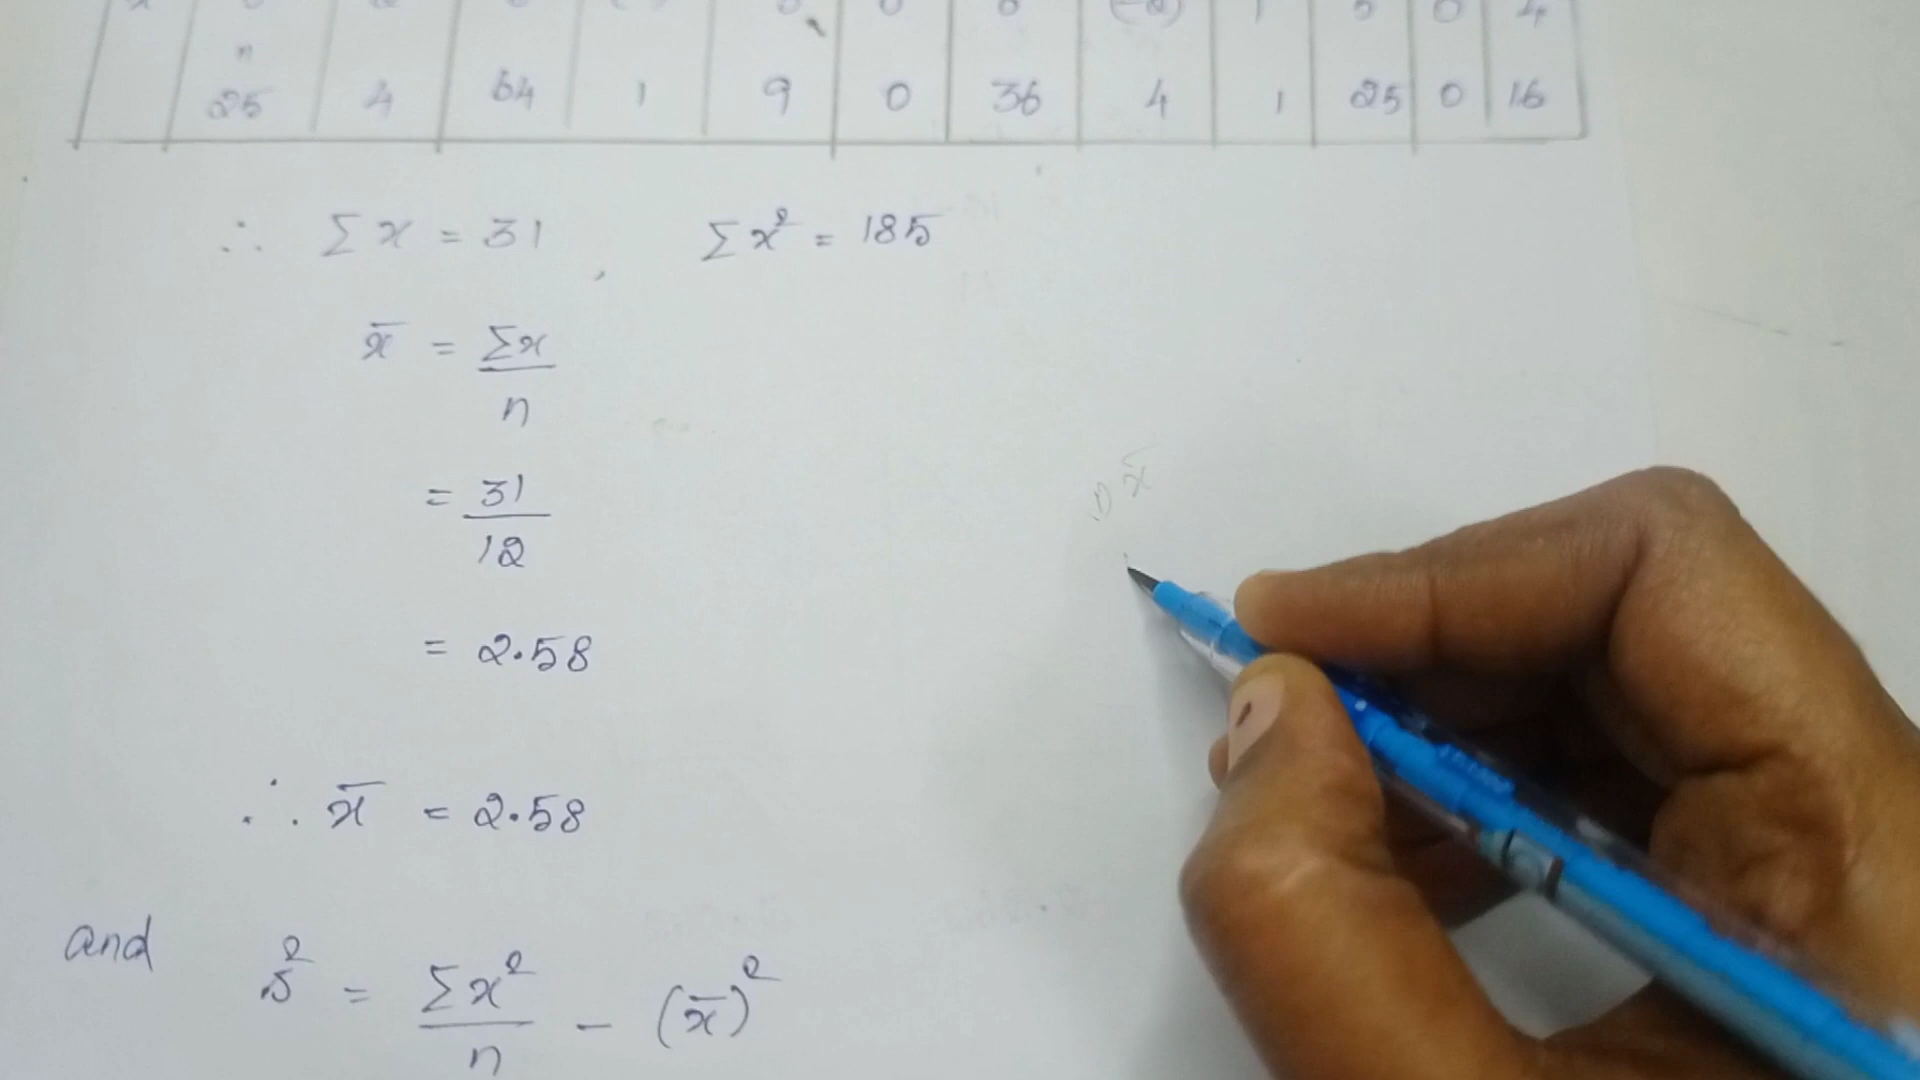 25 4 64 1 9 0 36 4 1 25 0 16
∴ Σx = 31 , Σx² = 185
x̄ = Σx / n
= 31 / 12
= 2.58
∴ x̄ = 2.58
and s² = Σx² / n − (x̄)²
x̄